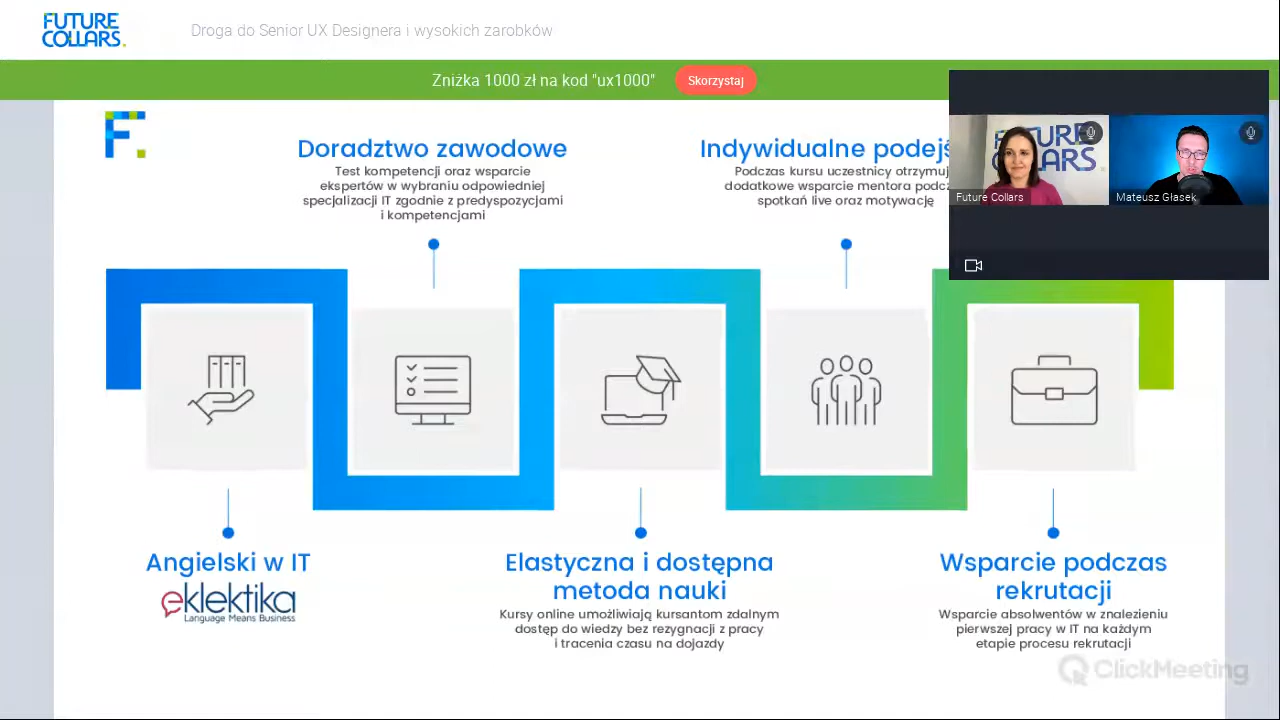 FUTURE
COLLARS.
Droga do Senior UX Designera i wysokich zarobków
Zniżka 1000 zł na kod "ux1000"
Skorzystaj
F.
Doradztwo zawodowe
Test kompetencji oraz wsparcie
ekspertów w wybraniu odpowiedniej
specjalizacji IT zgodnie z predyspozycjami
i kompetencjami
Indywidualne
Podczas kursu uczestnicy otrzymuj
dodatkowe wsparcie mentora podcz
spotkań live oraz motywację
FUTURE
COLLARS.
Future Collars
Mateusz Głasek
Angielski w IT
eklektika
Language Means Business
Elastyczna i dostępna
metoda nauki
Kursy online umożliwiają kursantom zdalnym
dostęp do wiedzy bez rezygnacji z pracy
i tracenia czasu na dojazdy
Wsparcie podczas
rekrutacji
Wsparcie absolwentów w znalezieniu
pierwszej pracy w IT na każdym
etapie procesu rekrutacji
ClickMeeting